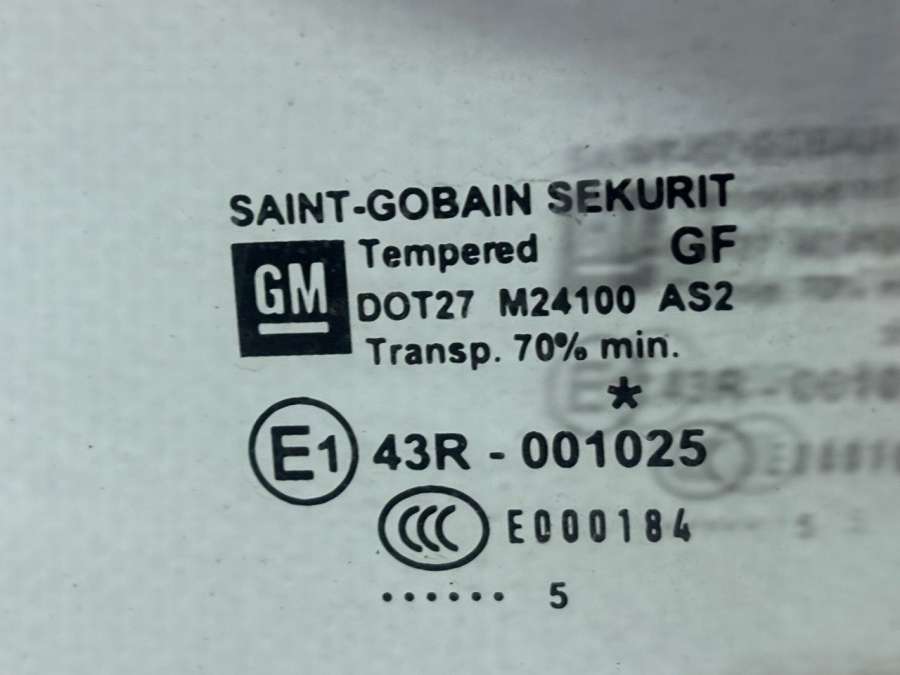 SAINT-GOBAIN SEKURIT
GM Tempered GF
DOT27 M24100 AS2
Transp. 70% min.
*
E1 43R - 001025
CCC E000184
...... 5